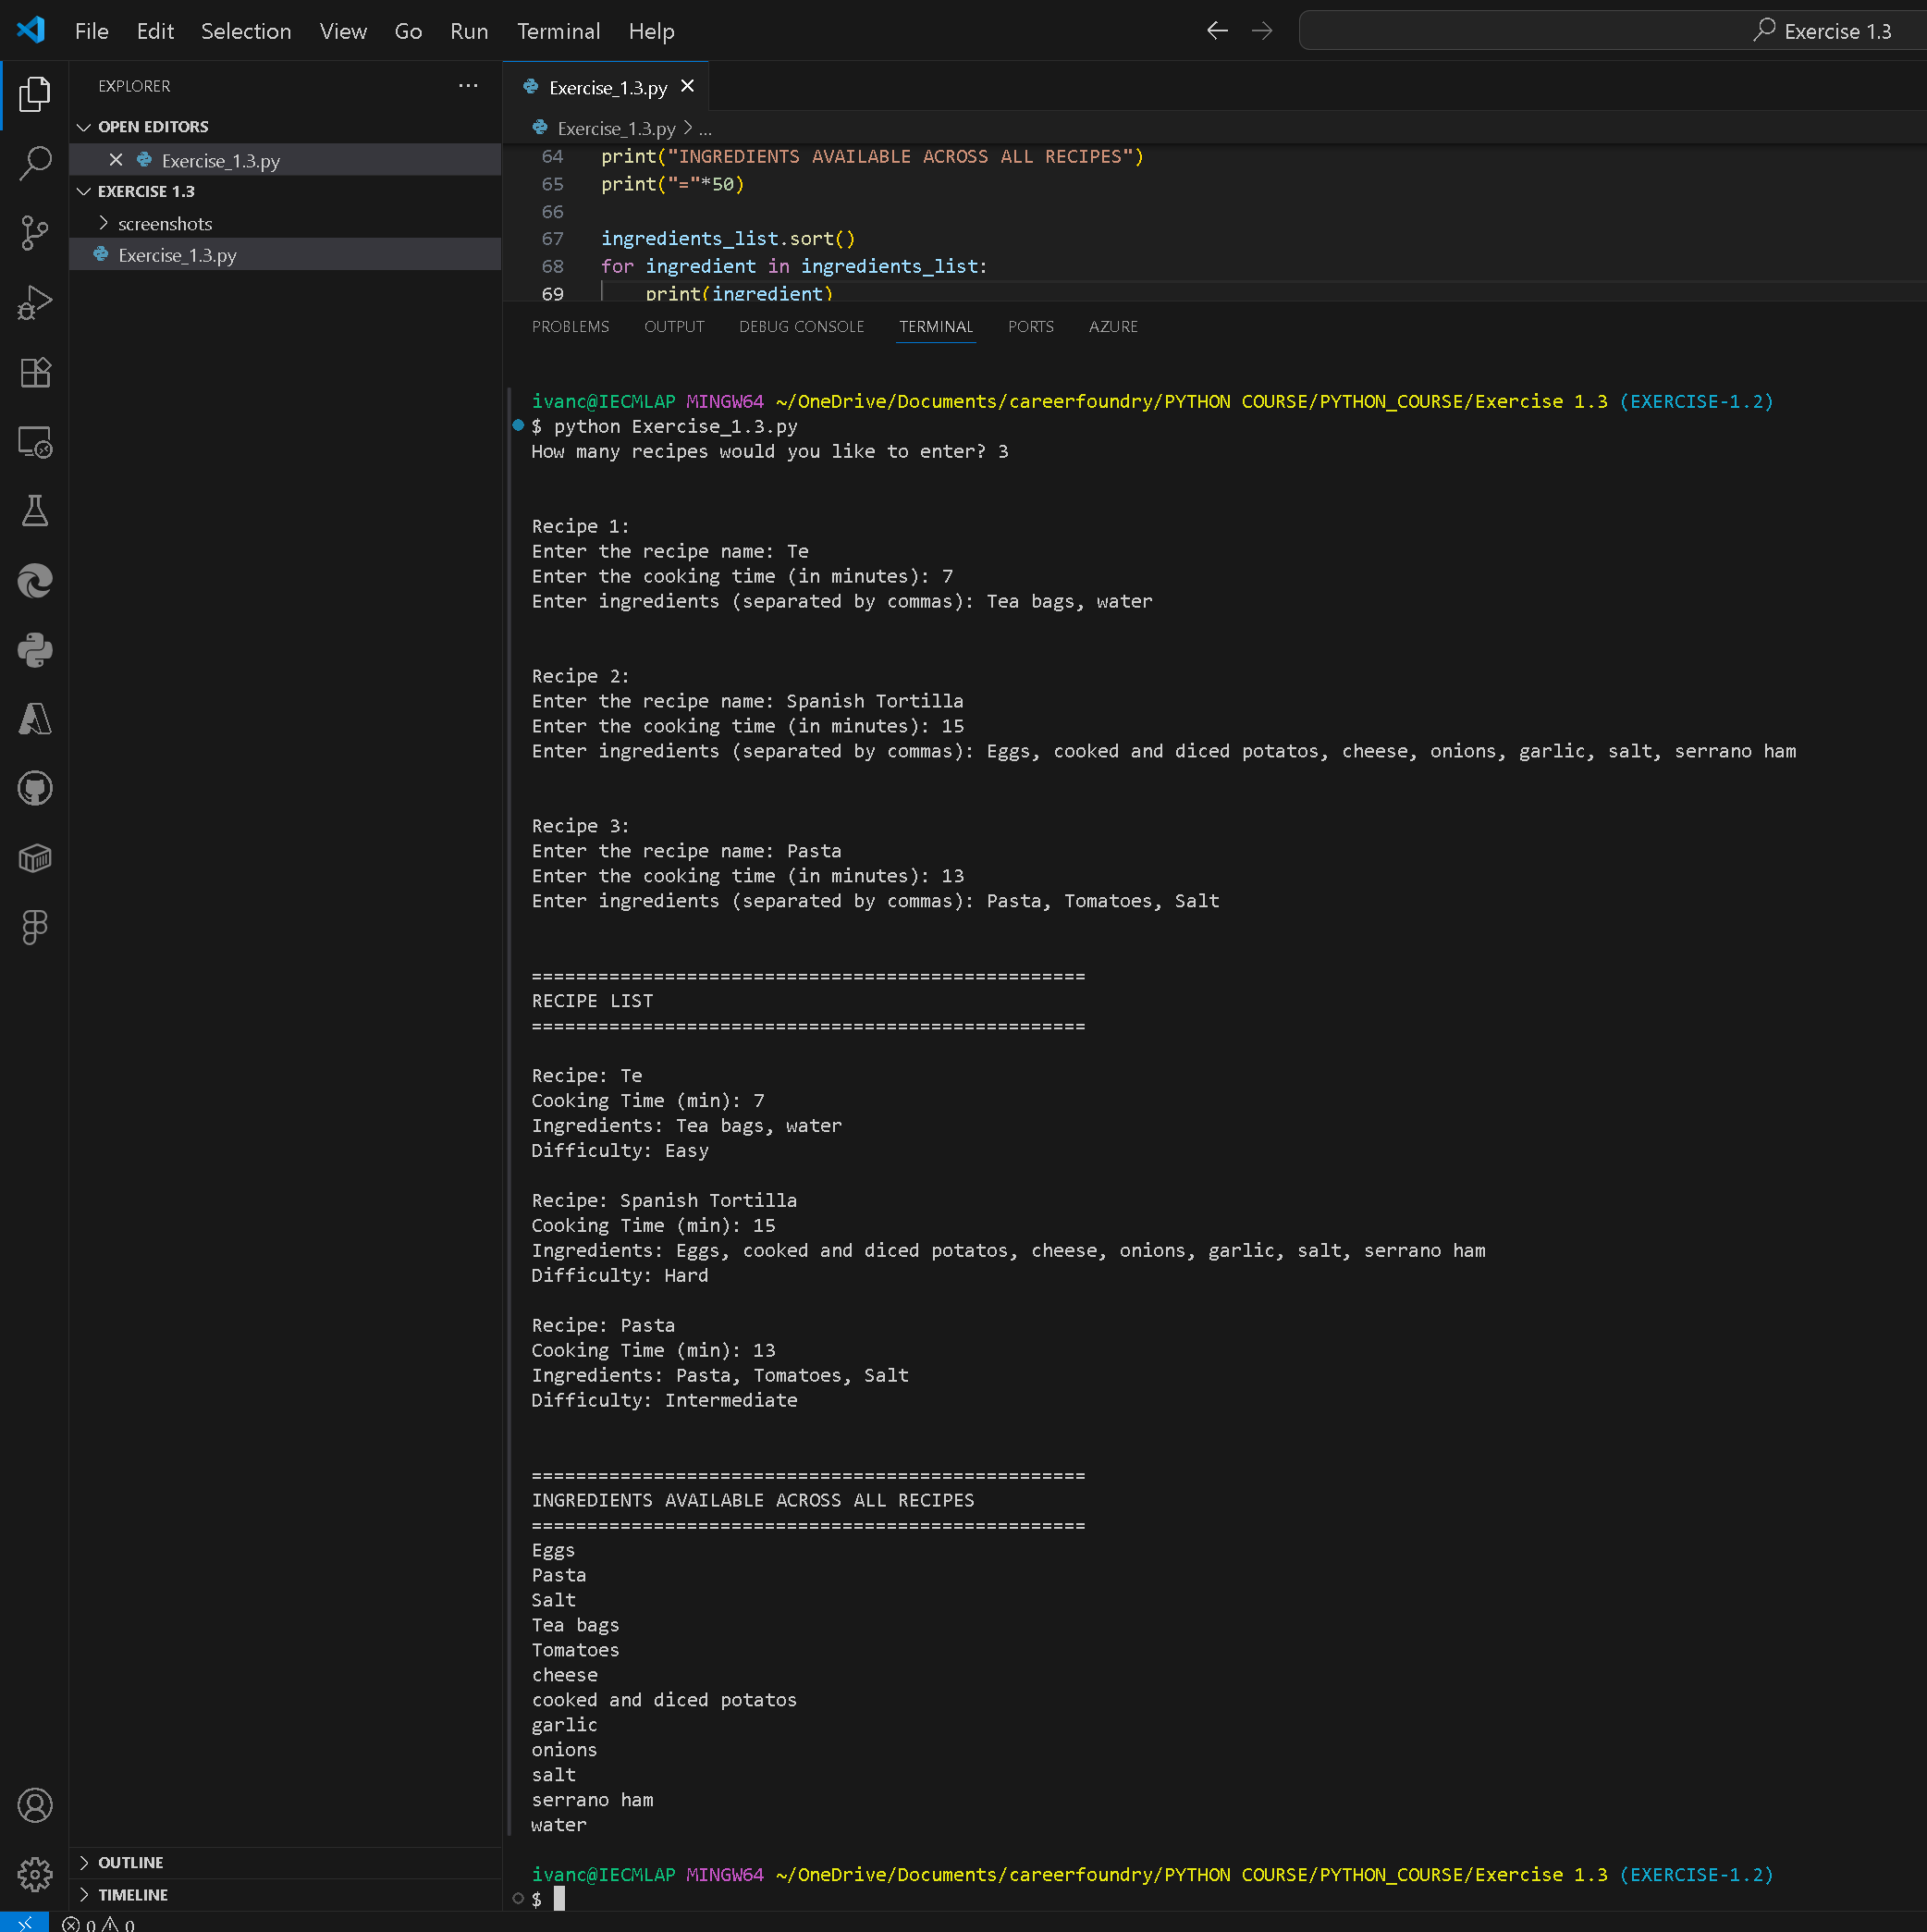 File Edit Selection View Go Run Terminal Help
Exercise 1.3
EXPLORER
OPEN EDITORS
Exercise_1.3.py
EXERCISE 1.3
screenshots
Exercise_1.3.py
OUTLINE
TIMELINE
0 0
Exercise_1.3.py
Exercise_1.3.py > ...
64 print("INGREDIENTS AVAILABLE ACROSS ALL RECIPES")
65 print("="*50)
66
67 ingredients_list.sort()
68 for ingredient in ingredients_list:
69 print(ingredient)
PROBLEMS OUTPUT DEBUG CONSOLE TERMINAL PORTS AZURE
ivanc@IECMLAP MINGW64 ~/OneDrive/Documents/careerfoundry/PYTHON COURSE/PYTHON_COURSE/Exercise 1.3 (EXERCISE-1.2)
$ python Exercise_1.3.py
How many recipes would you like to enter? 3
Recipe 1:
Enter the recipe name: Te
Enter the cooking time (in minutes): 7
Enter ingredients (separated by commas): Tea bags, water
Recipe 2:
Enter the recipe name: Spanish Tortilla
Enter the cooking time (in minutes): 15
Enter ingredients (separated by commas): Eggs, cooked and diced potatos, cheese, onions, garlic, salt, serrano ham
Recipe 3:
Enter the recipe name: Pasta
Enter the cooking time (in minutes): 13
Enter ingredients (separated by commas): Pasta, Tomatoes, Salt
==================================================
RECIPE LIST
==================================================
Recipe: Te
Cooking Time (min): 7
Ingredients: Tea bags, water
Difficulty: Easy
Recipe: Spanish Tortilla
Cooking Time (min): 15
Ingredients: Eggs, cooked and diced potatos, cheese, onions, garlic, salt, serrano ham
Difficulty: Hard
Recipe: Pasta
Cooking Time (min): 13
Ingredients: Pasta, Tomatoes, Salt
Difficulty: Intermediate
==================================================
INGREDIENTS AVAILABLE ACROSS ALL RECIPES
==================================================
Eggs
Pasta
Salt
Tea bags
Tomatoes
cheese
cooked and diced potatos
garlic
onions
salt
serrano ham
water
ivanc@IECMLAP MINGW64 ~/OneDrive/Documents/careerfoundry/PYTHON COURSE/PYTHON_COURSE/Exercise 1.3 (EXERCISE-1.2)
$